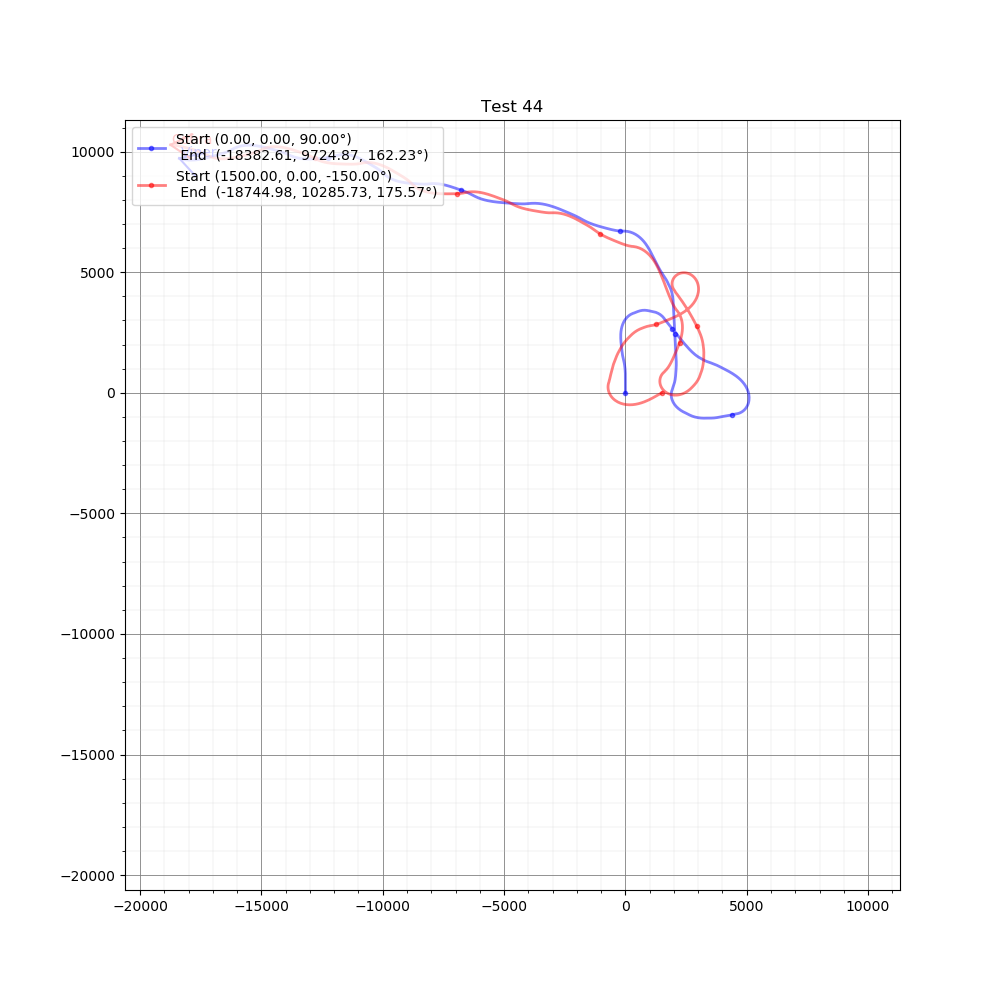 Test 44
Start (0.00, 0.00, 90.00°)
End (-18382.61, 9724.87, 162.23°)
Start (1500.00, 0.00, -150.00°)
End (-18744.98, 10285.73, 175.57°)
10000
5000
0
−5000
−10000
−15000
−20000
−20000 −15000 −10000 −5000 0 5000 10000